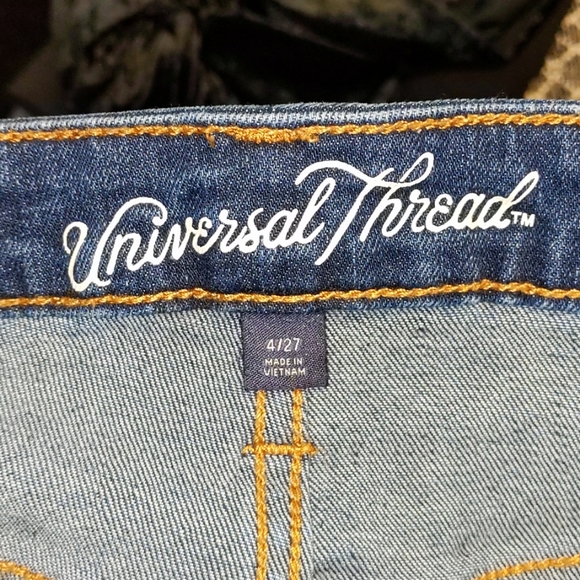 Universal Thread™
4/27
MADE IN
VIETNAM